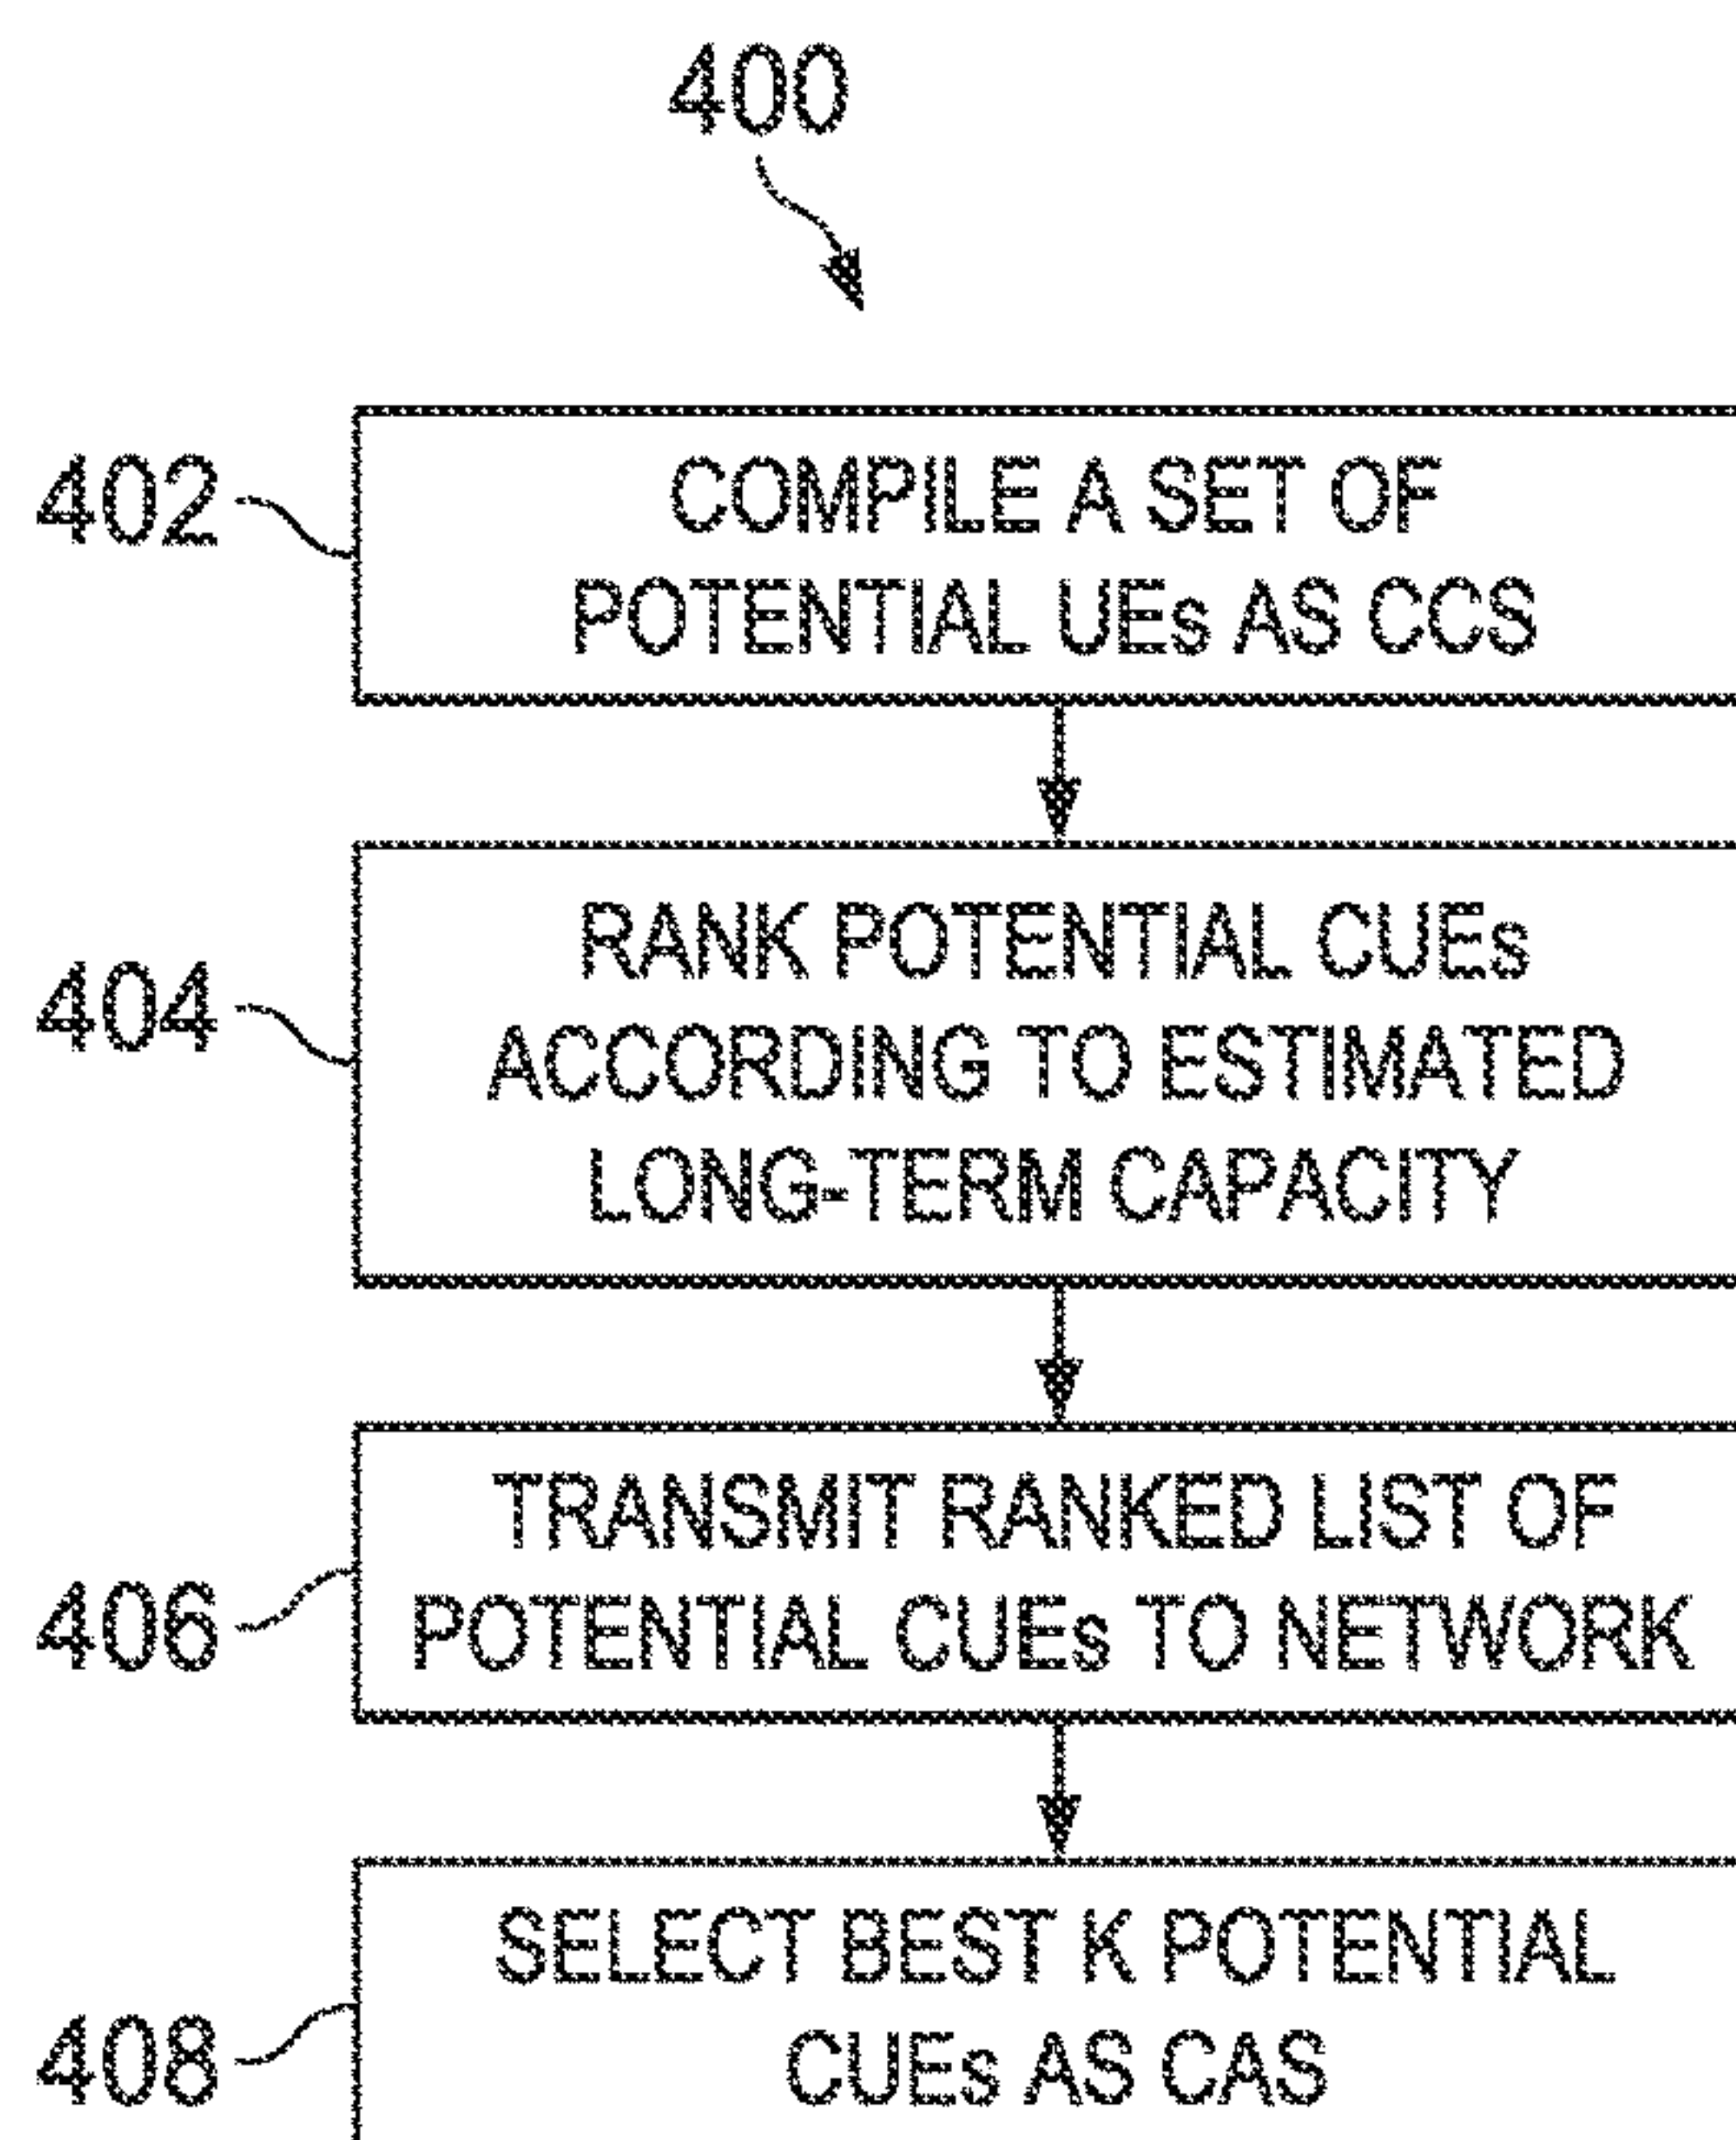 400
402
COMPILE A SET OF
POTENTIAL UEs AS CCS
404
RANK POTENTIAL CUEs
ACCORDING TO ESTIMATED
LONG-TERM CAPACITY
406
TRANSMIT RANKED LIST OF
POTENTIAL CUEs TO NETWORK
408
SELECT BEST K POTENTIAL
CUEs AS CAS